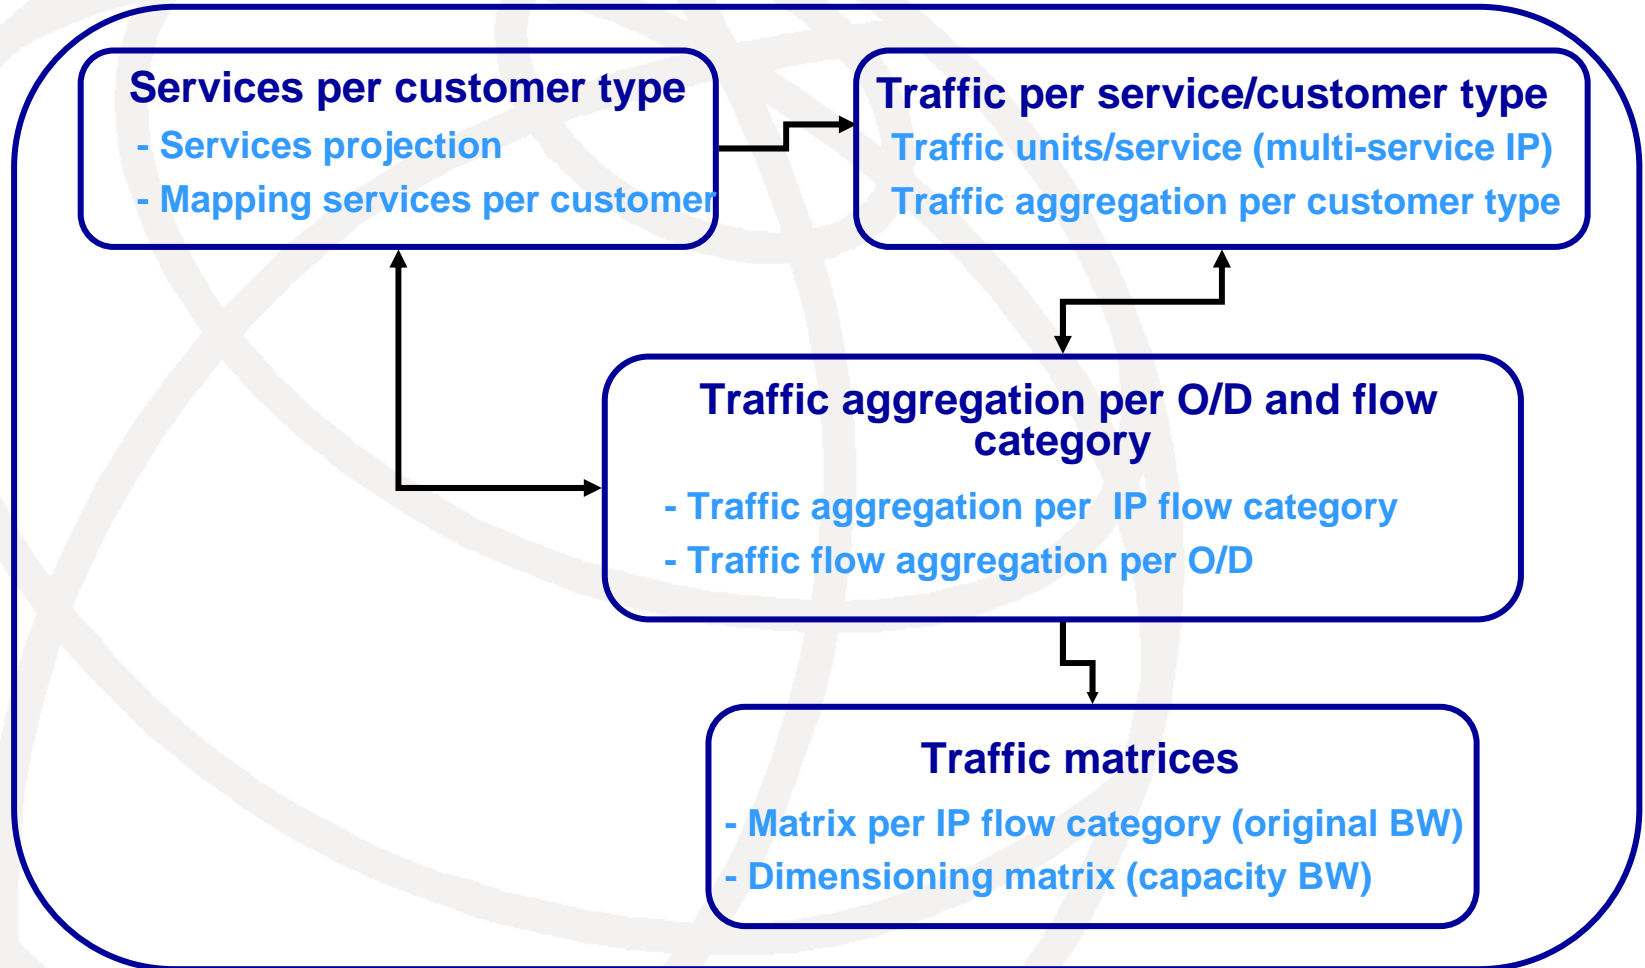 Services per customer type
- Services projection
- Mapping services per customer
Traffic per service/customer type
Traffic units/service (multi-service IP)
Traffic aggregation per customer type
Traffic aggregation per O/D and flow
category
- Traffic aggregation per  IP flow category
- Traffic flow aggregation per O/D
Traffic matrices
- Matrix per IP flow category (original BW)
- Dimensioning matrix (capacity BW)